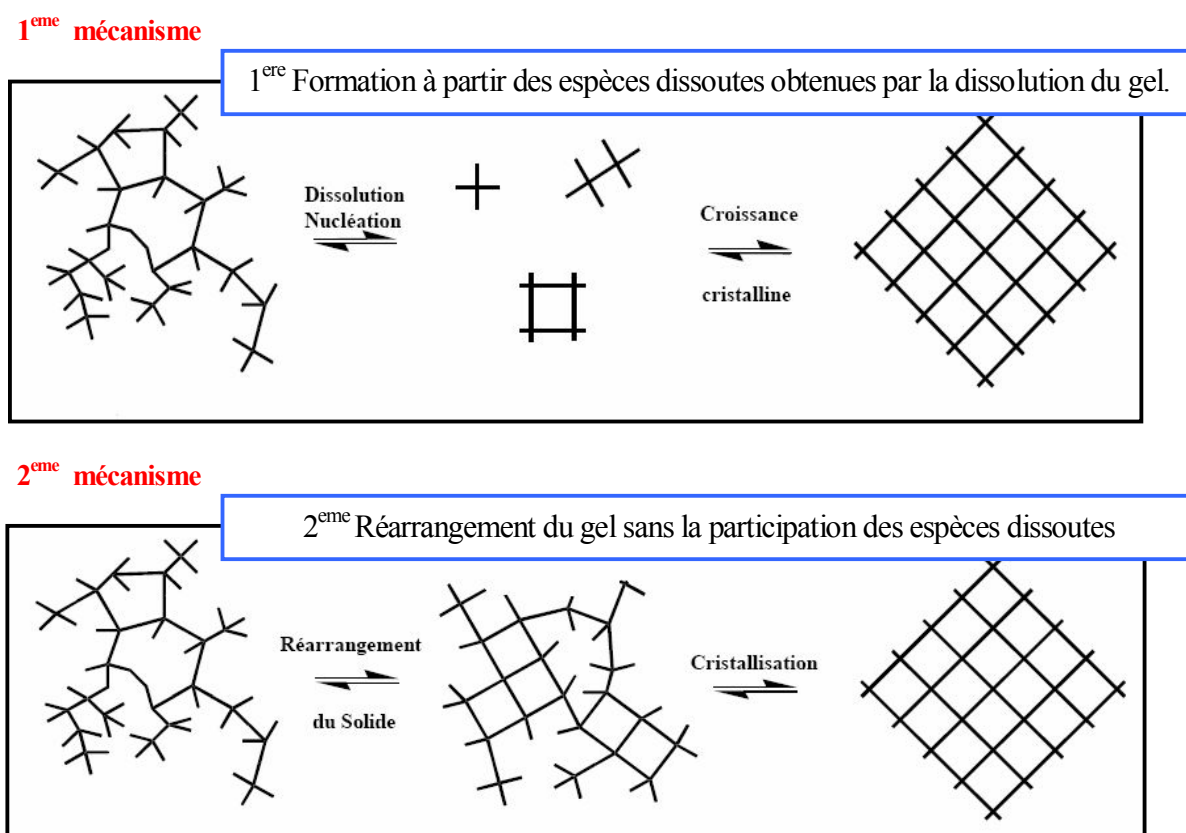 1eme mécanisme
1ere Formation à partir des espèces dissoutes obtenues par la dissolution du gel.
Dissolution
Nucléation
Croissance
cristalline
2eme mécanisme
2eme Réarrangement du gel sans la participation des espèces dissoutes
Réarrangement
du Solide
Cristallisation